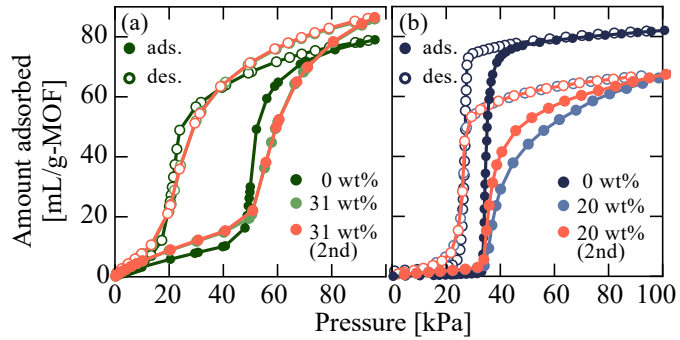 Amount adsorbed
[mL/g-MOF]
80
60
40
20
0
(a)
ads.
des.
0 wt%
31 wt%
31 wt%
(2nd)
0 20 40 60 80
(b)
ads.
des.
0 wt%
20 wt%
20 wt%
(2nd)
0 20 40 60 80 100
Pressure [kPa]